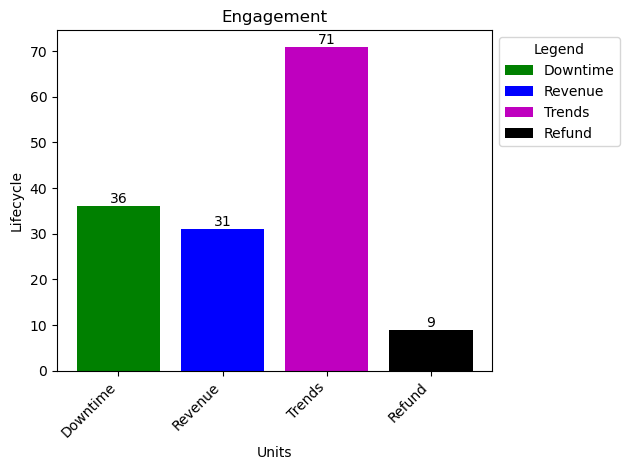 Engagement
Lifecycle
70
60
50
40
30
20
10
0
36
31
71
9
Downtime
Revenue
Trends
Refund
Units
Legend
Downtime
Revenue
Trends
Refund